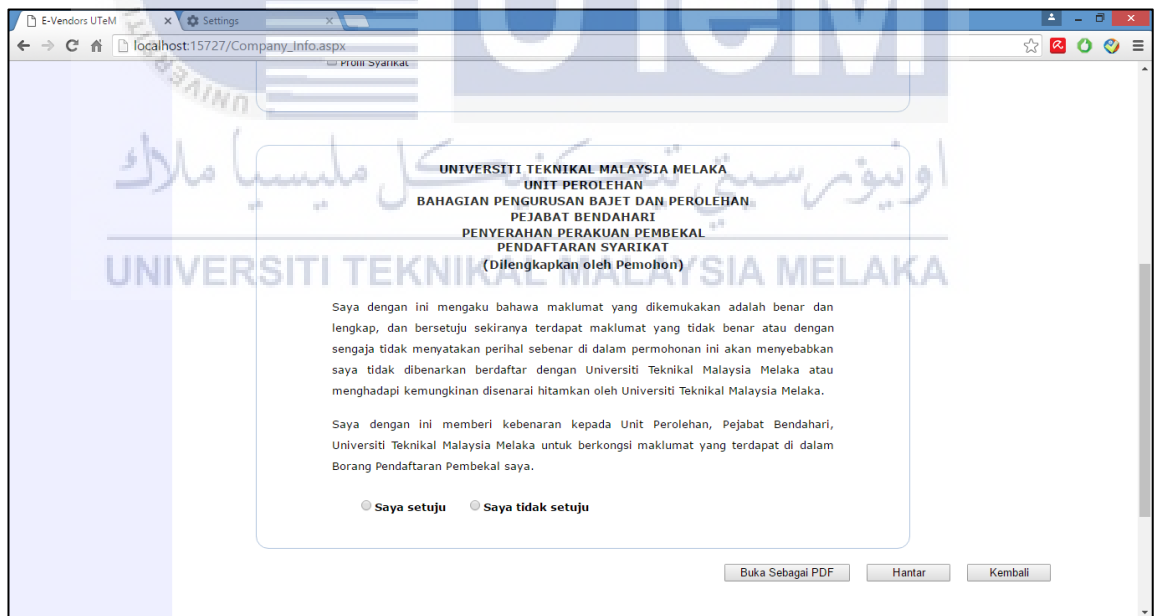 E-Vendors UTeM
Settings
localhost:15727/Company_Info.aspx
Profil Syarikat
UTeM
UNIVERSITI TEKNIKAL MALAYSIA MELAKA
UNIT PEROLEHAN
BAHAGIAN PENGURUSAN BAJET DAN PEROLEHAN
PEJABAT BENDAHARI
PENYERAHAN PERAKUAN PEMBEKAL
PENDAFTARAN SYARIKAT
(Dilengkapkan oleh Pemohon)
اونيۏرسيتي تيكنيكل مليسيا ملاك
UNIVERSITI TEKNIKAL MALAYSIA MELAKA
Saya dengan ini mengaku bahawa maklumat yang dikemukakan adalah benar dan
lengkap, dan bersetuju sekiranya terdapat maklumat yang tidak benar atau dengan
sengaja tidak menyatakan perihal sebenar di dalam permohonan ini akan menyebabkan
saya tidak dibenarkan berdaftar dengan Universiti Teknikal Malaysia Melaka atau
menghadapi kemungkinan disenarai hitamkan oleh Universiti Teknikal Malaysia Melaka.
Saya dengan ini memberi kebenaran kepada Unit Perolehan, Pejabat Bendahari,
Universiti Teknikal Malaysia Melaka untuk berkongsi maklumat yang terdapat di dalam
Borang Pendaftaran Pembekal saya.
Saya setuju Saya tidak setuju
Buka Sebagai PDF Hantar Kembali